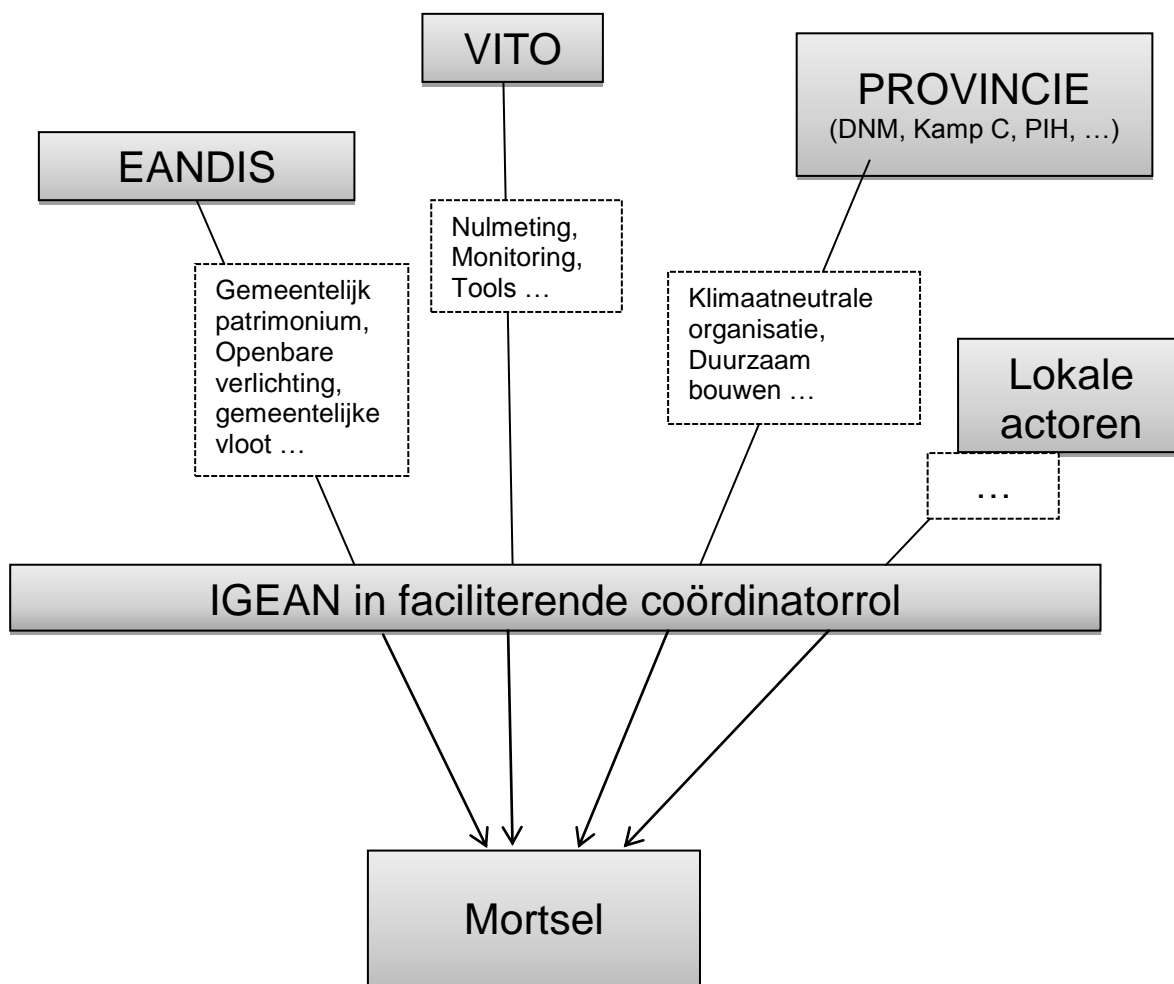 VITO
PROVINCIE
(DNM, Kamp C, PIH, …)
EANDIS
Nulmeting,
Monitoring,
Tools …
Gemeentelijk
patrimonium,
Openbare
verlichting,
gemeentelijke
vloot …
Klimaatneutrale
organisatie,
Duurzaam
bouwen …
Lokale
actoren
…
IGEAN in faciliterende coördinatorrol
Mortsel